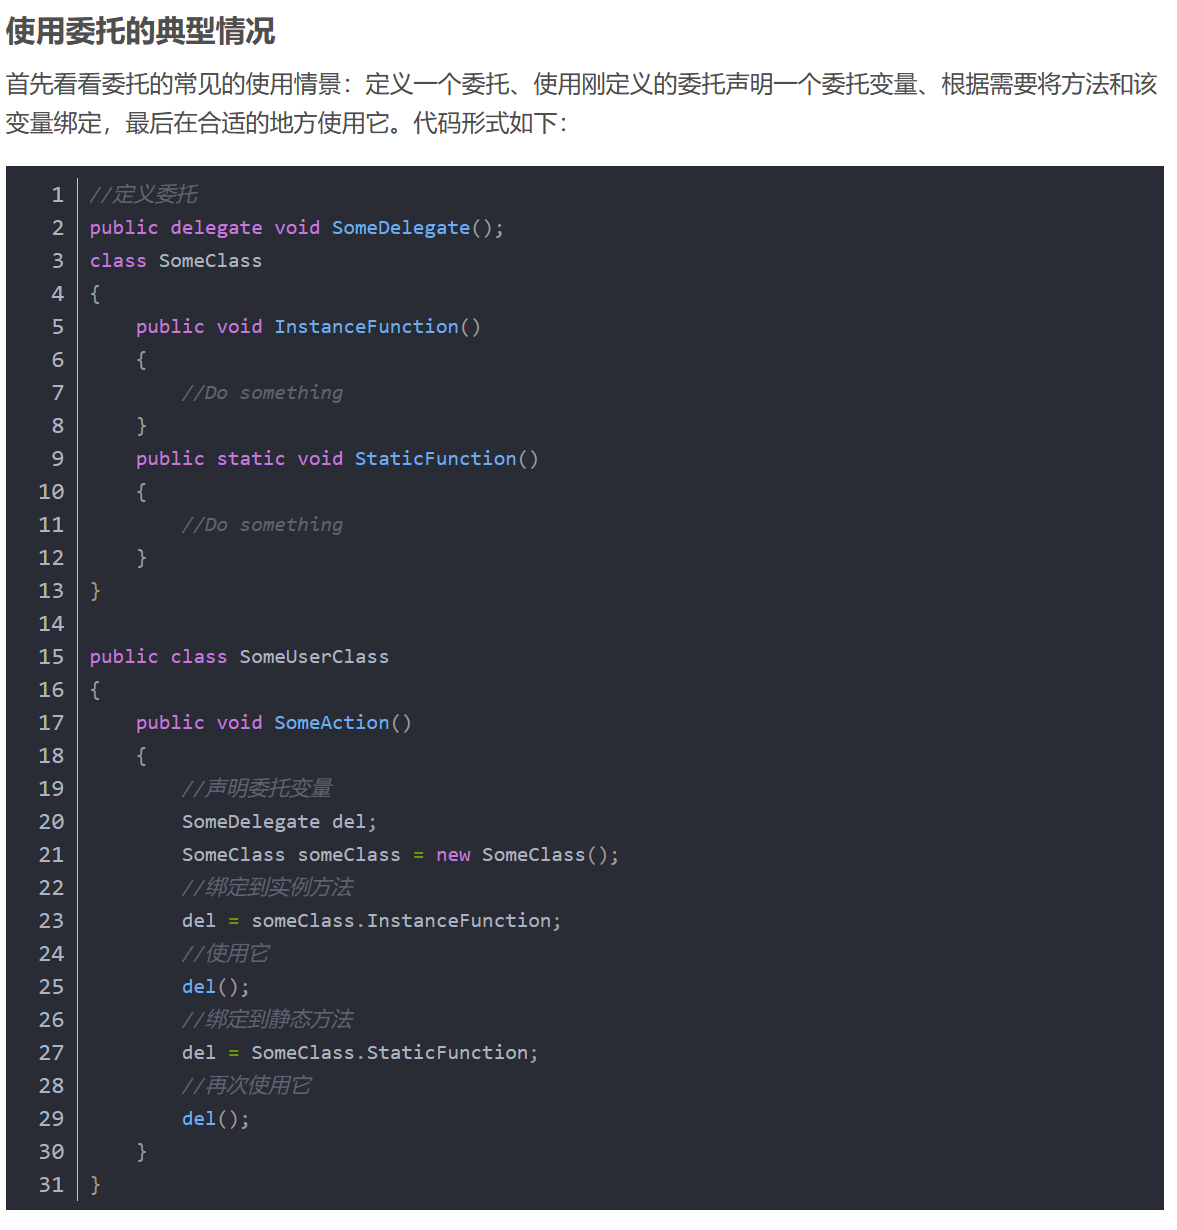 使用委托的典型情况
首先看看委托的常见的使用情景：定义一个委托、使用刚定义的委托声明一个委托变量、根据需要将方法和该
变量绑定，最后在合适的地方使用它。代码形式如下：
1 //定义委托
2 public delegate void SomeDelegate();
3 class SomeClass
4 {
5     public void InstanceFunction()
6     {
7         //Do something
8     }
9     public static void StaticFunction()
10     {
11         //Do something
12     }
13 }
14
15 public class SomeUserClass
16 {
17     public void SomeAction()
18     {
19         //声明委托变量
20         SomeDelegate del;
21         SomeClass someClass = new SomeClass();
22         //绑定到实例方法
23         del = someClass.InstanceFunction;
24         //使用它
25         del();
26         //绑定到静态方法
27         del = SomeClass.StaticFunction;
28         //再次使用它
29         del();
30     }
31 }